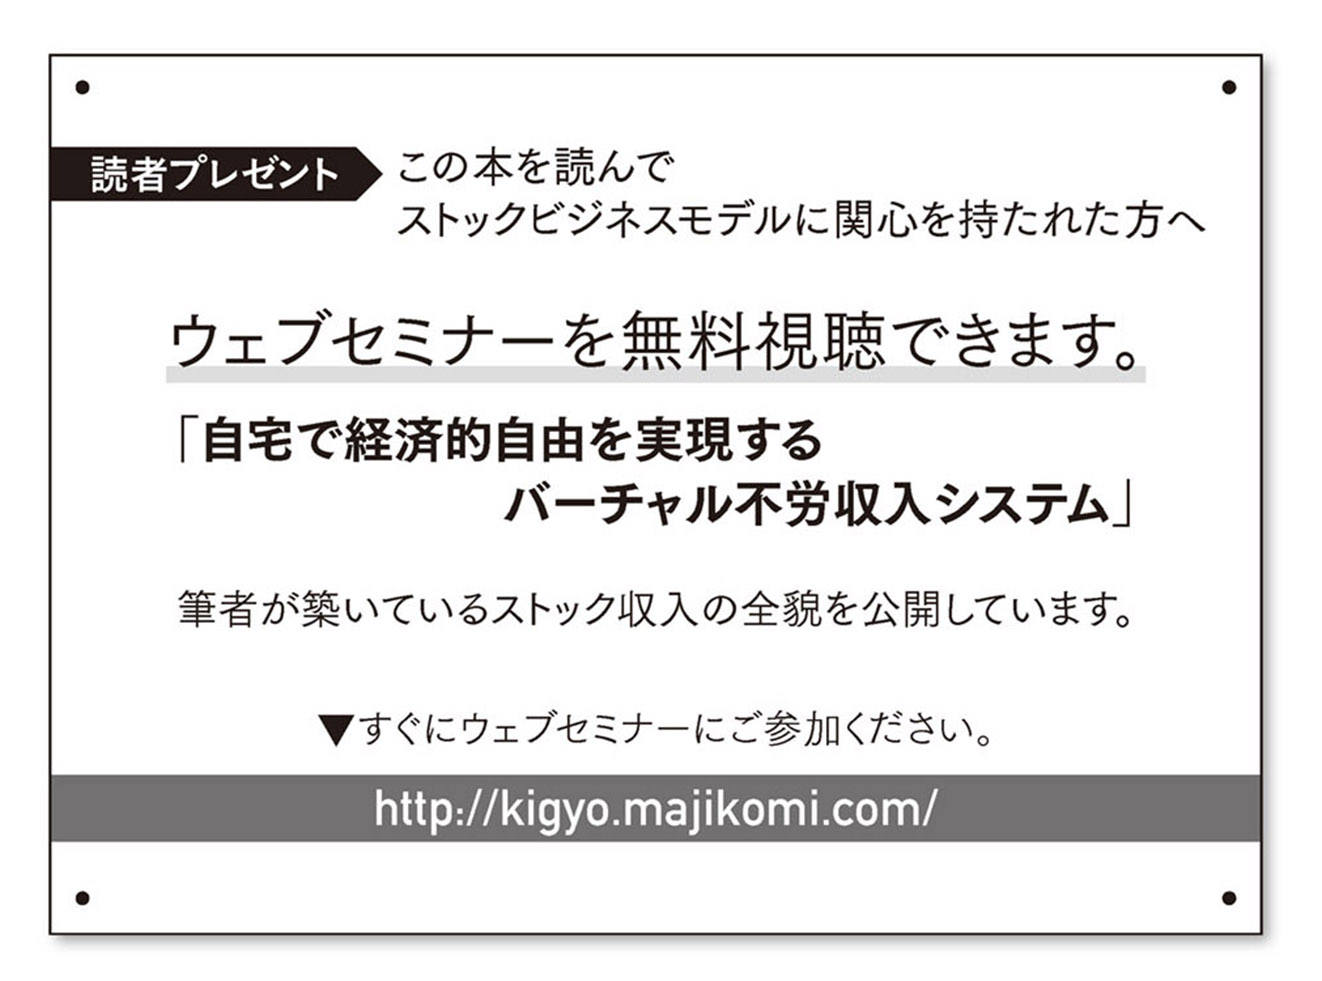 読者プレゼント
この本を読んで
ストックビジネスモデルに関心を持たれた方へ
ウェブセミナーを無料視聴できます。
「自宅で経済的自由を実現する
バーチャル不労収入システム」
筆者が築いているストック収入の全貌を公開しています。
▼すぐにウェブセミナーにご参加ください。
http://kigyo.majikomi.com/